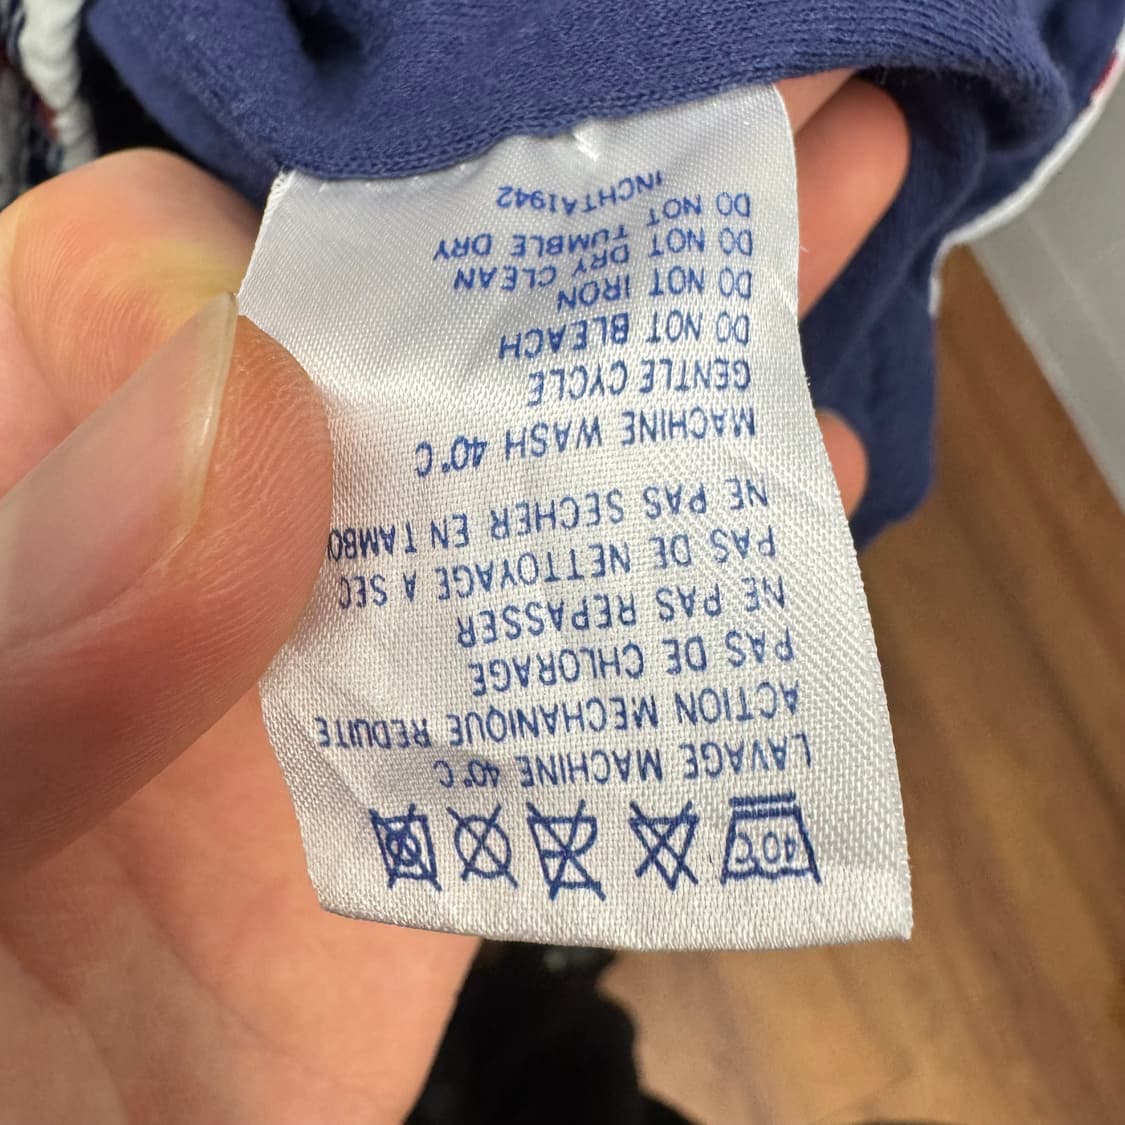 40°C
LAVAGE MACHINE 40°C
ACTION MECHANIQUE REDUITE
PAS DE CHLORAGE
NE PAS REPASSER
PAS DE NETTOYAGE A SEC
NE PAS SECHER EN TAMBO
MACHINE WASH 40°C
GENTLE CYCLE
DO NOT BLEACH
DO NOT IRON
DO NOT DRY CLEAN
DO NOT TUMBLE DRY
INCHTA1942